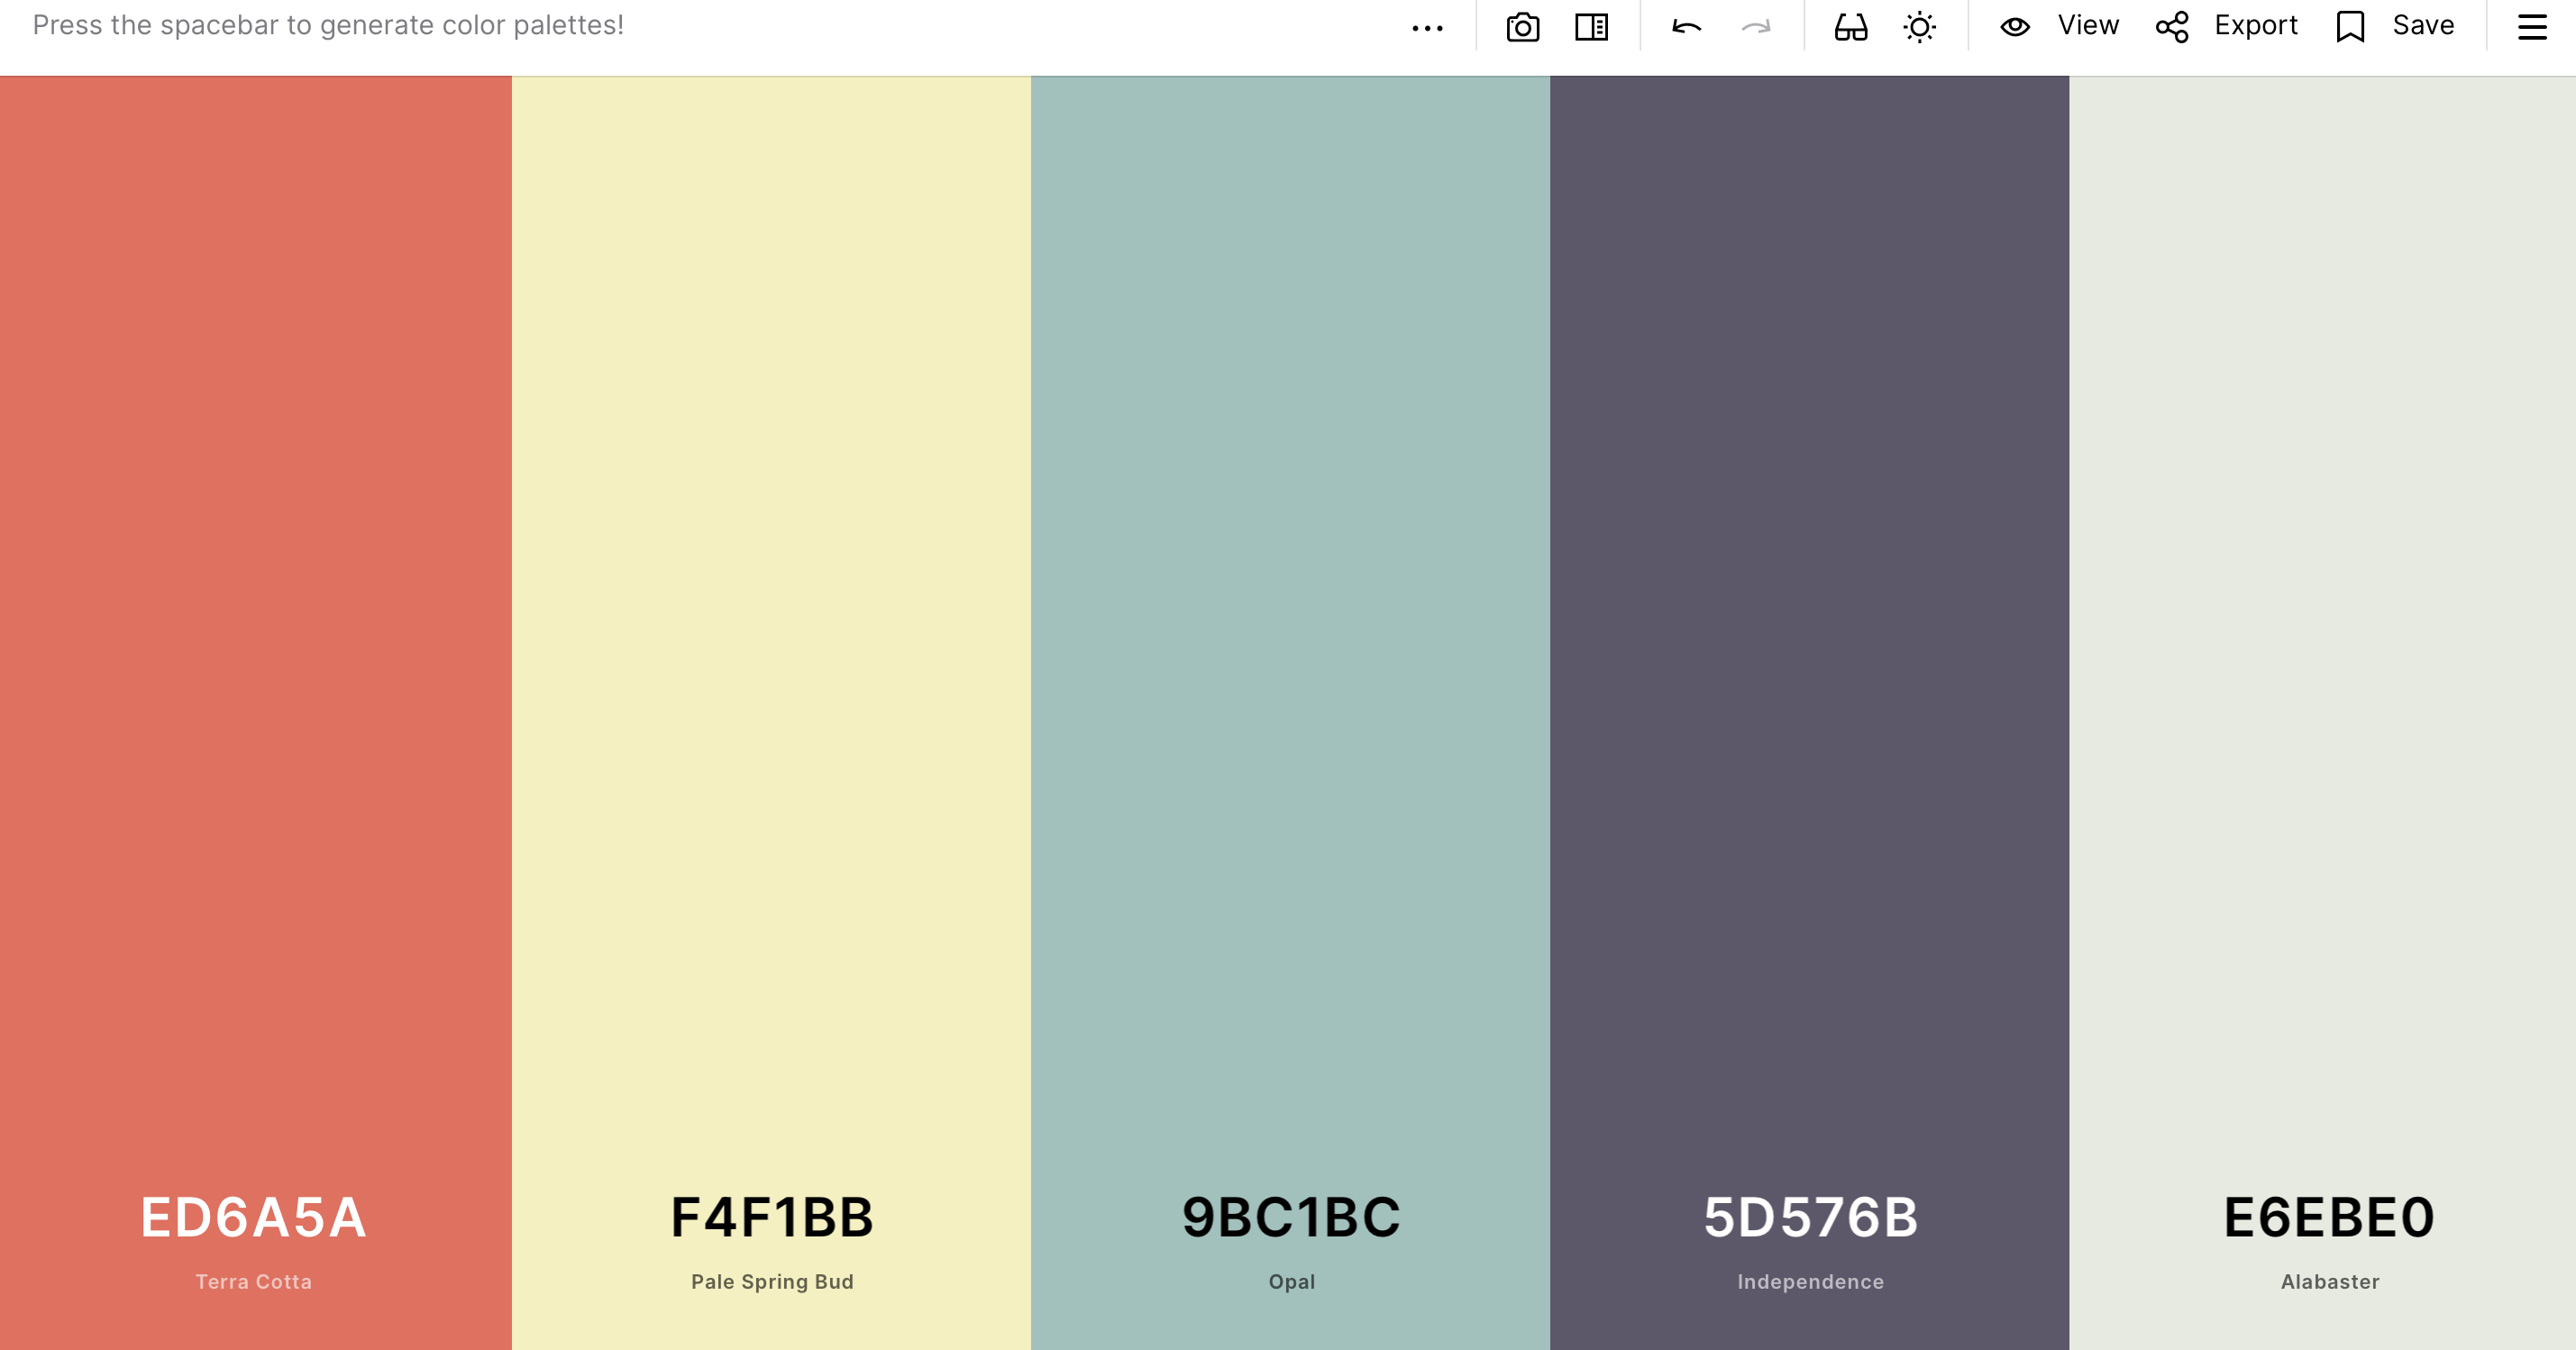 Press the spacebar to generate color palettes!
View
Export
Save
ED6A5A
Terra Cotta
F4F1BB
Pale Spring Bud
9BC1BC
Opal
5D576B
Independence
E6EBE0
Alabaster